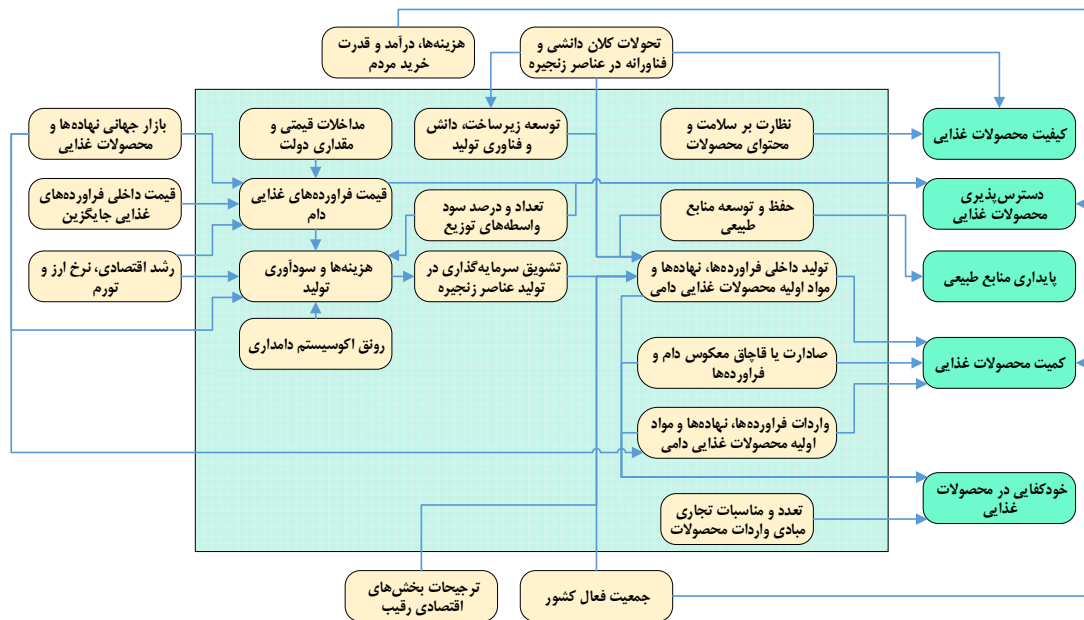 هزینه‌ها، درآمد و قدرت
خرید مردم
تحولات کلان دانشی و
فناورانه در عناصر زنجیره
بازار جهانی نهاده‌ها و
محصولات غذایی
مداخلات قیمتی و
مقداری دولت
توسعه زیرساخت، دانش
و فناوری تولید
نظارت بر سلامت و
محتوای محصولات
کیفیت محصولات غذایی
قیمت داخلی فراورده‌های
غذایی جایگزین
قیمت فراورده‌های غذایی
دام
تعداد و درصد سود
واسطه‌های توزیع
حفظ و توسعه منابع
طبیعی
دسترس‌پذیری
محصولات غذایی
رشد اقتصادی، نرخ ارز و
تورم
هزینه‌ها و سودآوری
تولید
تشویق سرمایه‌گذاری در
تولید عناصر زنجیره
تولید داخلی فراورده‌ها، نهاده‌ها و
مواد اولیه محصولات غذایی دامی
پایداری منابع طبیعی
رونق اکوسیستم دامداری
صادارت یا قاچاق معکوس دام و
فراورده‌ها
کمیت محصولات غذایی
واردات فراورده‌ها، نهاده‌ها و مواد
اولیه محصولات غذایی دامی
تعدد و مناسبات تجاری
مبادی واردات محصولات
خودکفایی در محصولات
غذایی
ترجیحات بخش‌های
اقتصادی رقیب
جمعیت فعال کشور